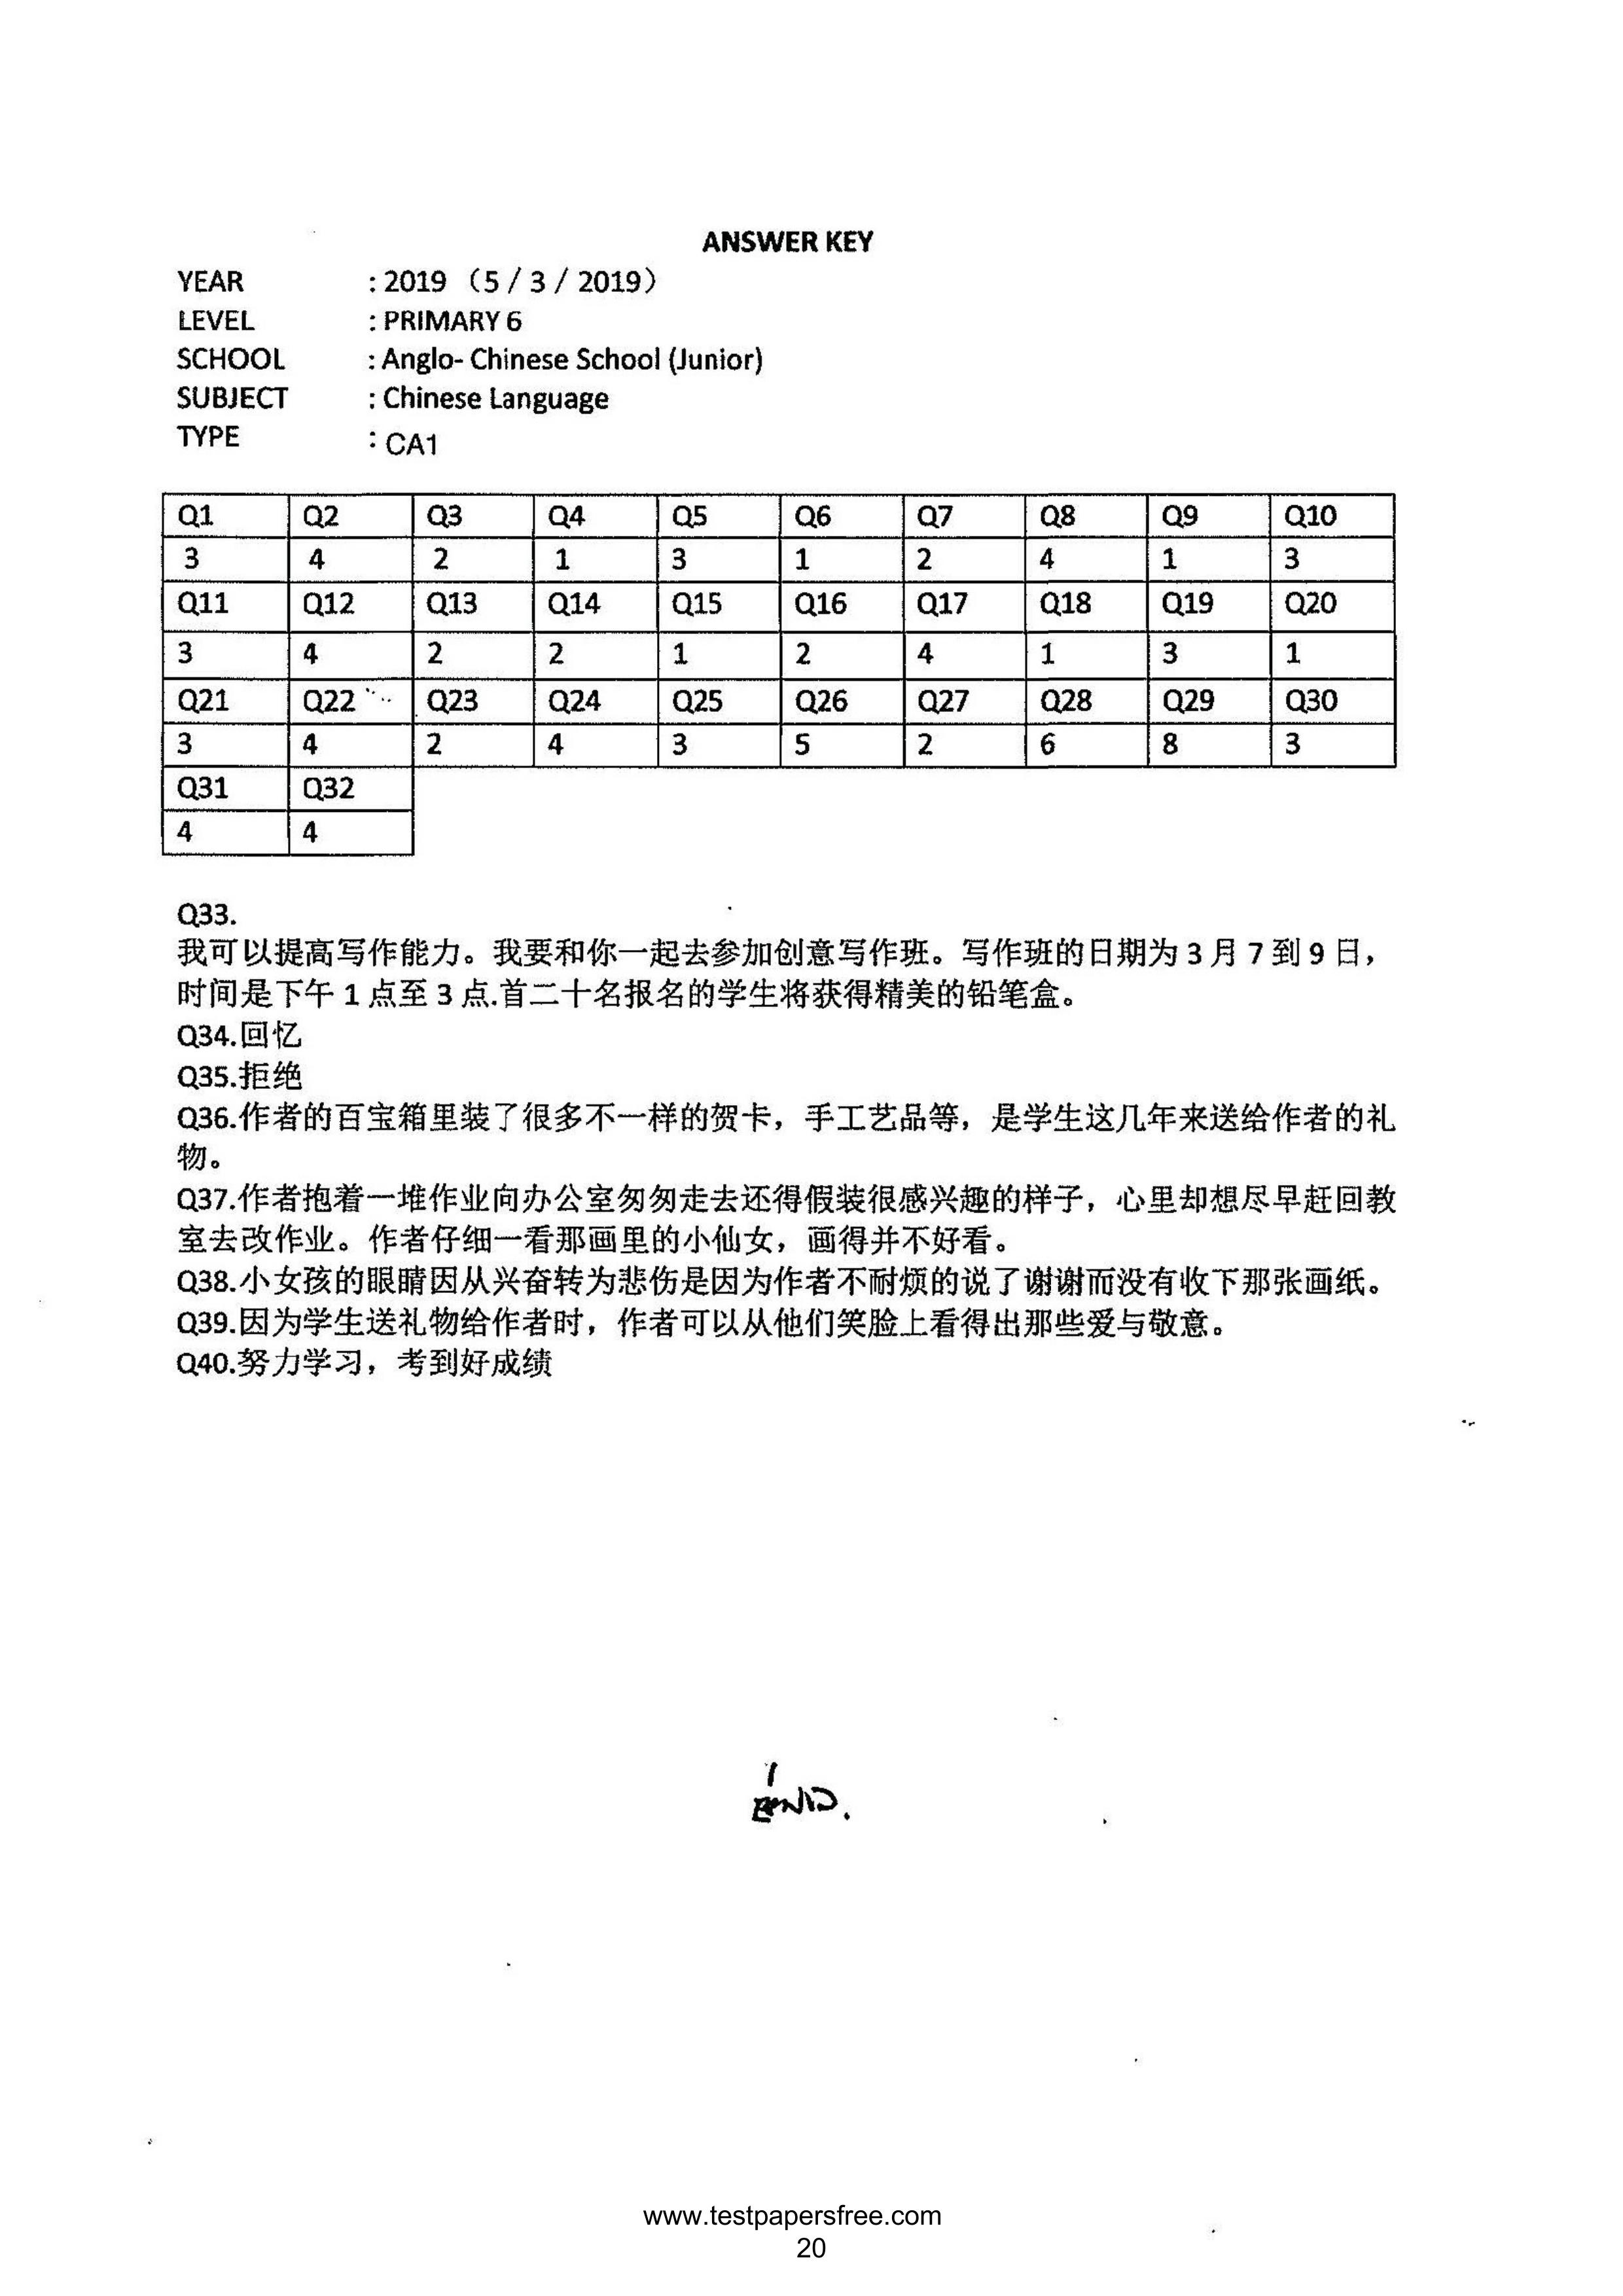 ANSWER KEY
YEAR : 2019 （5 / 3 / 2019）
LEVEL : PRIMARY 6
SCHOOL : Anglo- Chinese School (Junior)
SUBJECT : Chinese Language
TYPE : CA1
Q1 Q2 Q3 Q4 Q5 Q6 Q7 Q8 Q9 Q10
3 4 2 1 3 1 2 4 1 3
Q11 Q12 Q13 Q14 Q15 Q16 Q17 Q18 Q19 Q20
3 4 2 2 1 2 4 1 3 1
Q21 Q22 Q23 Q24 Q25 Q26 Q27 Q28 Q29 Q30
3 4 2 4 3 5 2 6 8 3
Q31 Q32
4 4
Q33.
我可以提高写作能力。我要和你一起去参加创意写作班。写作班的日期为 3 月 7 到 9 日，
时间是下午 1 点至 3 点.首二十名报名的学生将获得精美的铅笔盒。
Q34.回忆
Q35.拒绝
Q36.作者的百宝箱里装了很多不一样的贺卡，手工艺品等，是学生这几年来送给作者的礼
物。
Q37.作者抱着一堆作业向办公室匆匆走去还得假装很感兴趣的样子，心里却想尽早赶回教
室去改作业。作者仔细一看那画里的小仙女，画得并不好看。
Q38.小女孩的眼睛因从兴奋转为悲伤是因为作者不耐烦的说了谢谢而没有收下那张画纸。
Q39.因为学生送礼物给作者时，作者可以从他们笑脸上看得出那些爱与敬意。
Q40.努力学习，考到好成绩
END.
www.testpapersfree.com
20